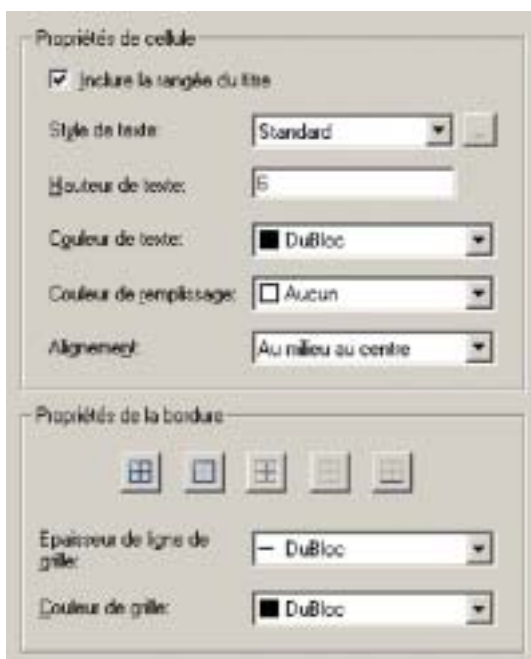 Propriétés de cellule
Inclure la rangée du titre
Style de texte: Standard ...
Hauteur de texte: 6
Couleur de texte: DuBloc
Couleur de remplissage: Aucun
Alignement: Au milieu au centre
Propriétés de la bordure
Epaisseur de ligne de
grille: DuBloc
Couleur de grille: DuBloc